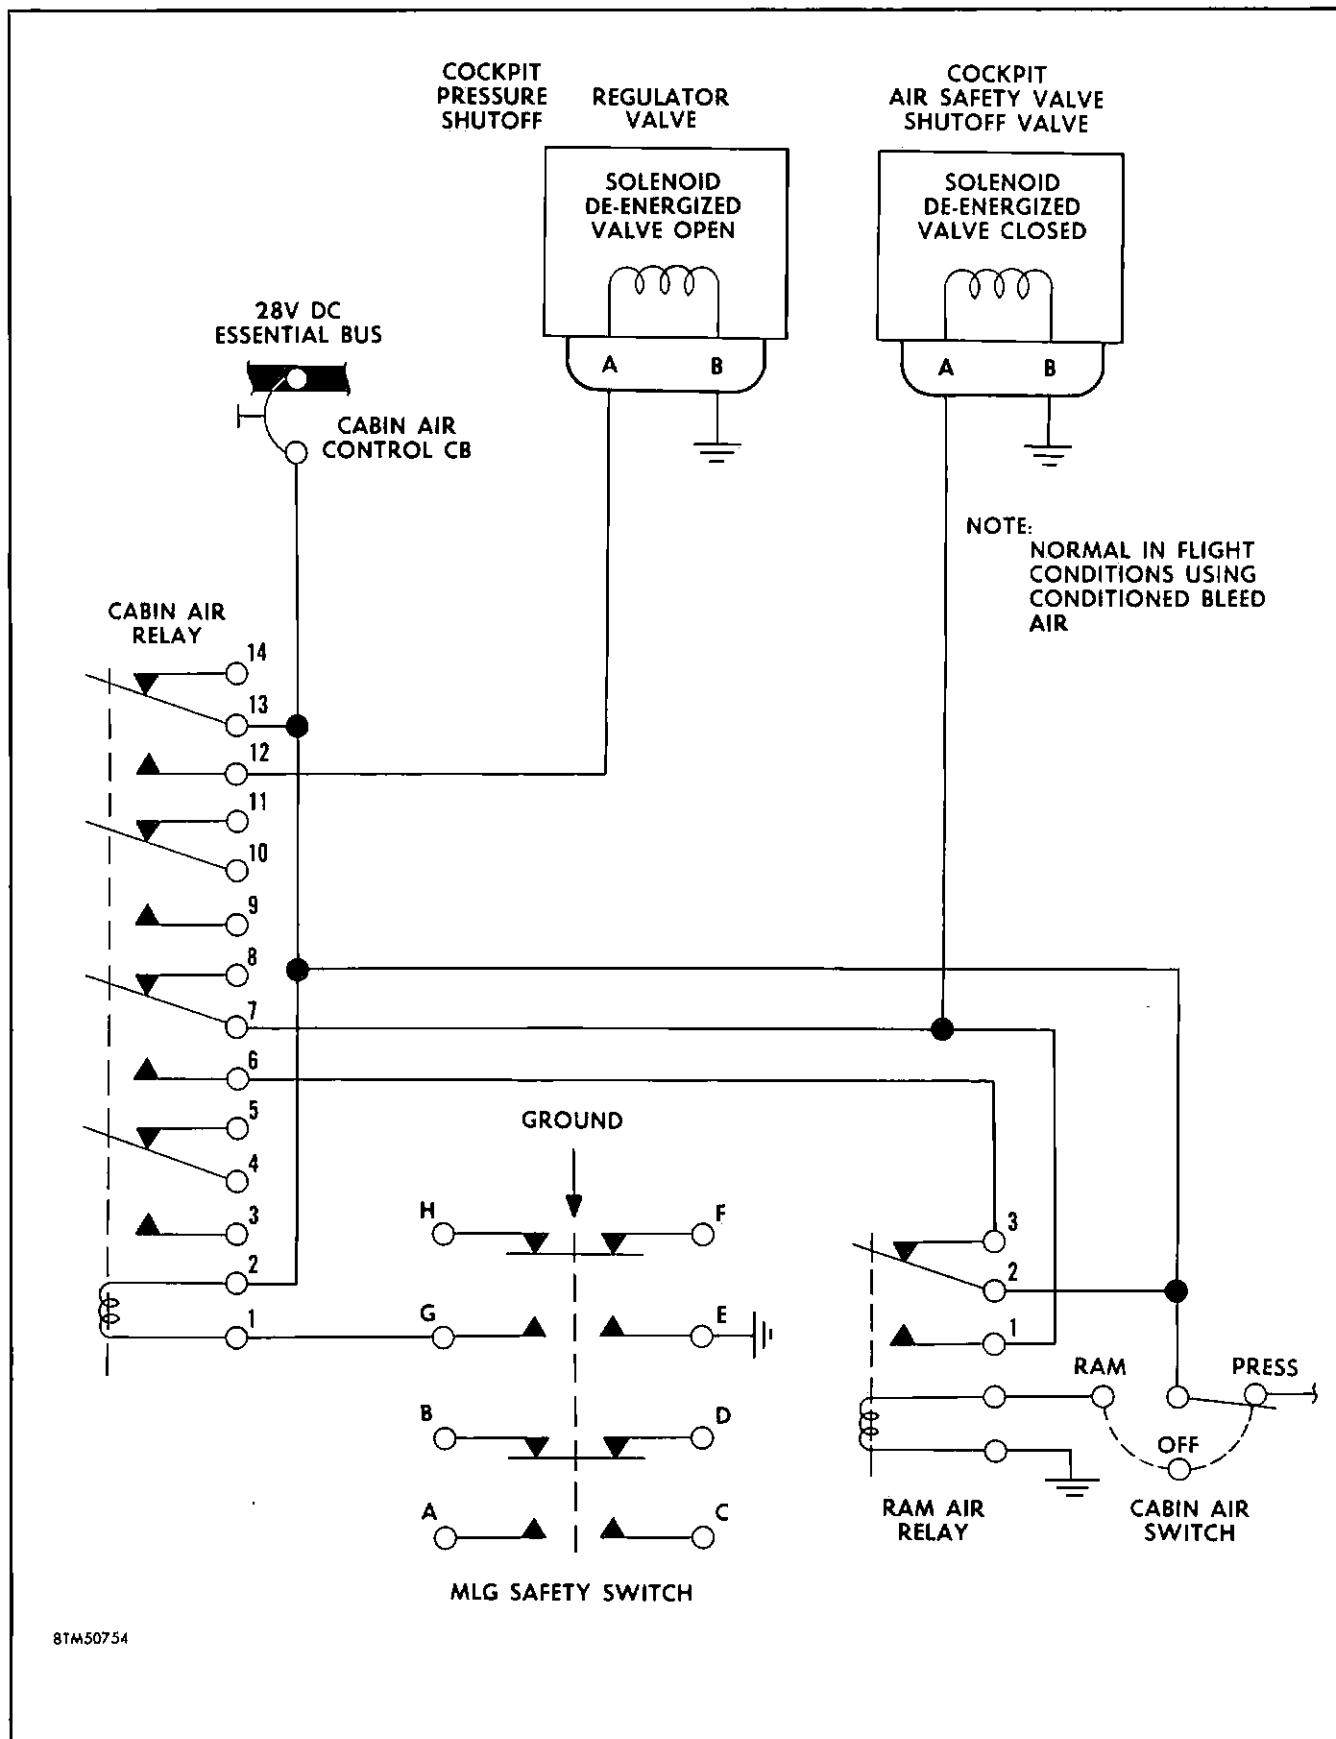 COCKPIT
PRESSURE
SHUTOFF
REGULATOR
VALVE
COCKPIT
AIR SAFETY VALVE
SHUTOFF VALVE
SOLENOID
DE-ENERGIZED
VALVE OPEN
SOLENOID
DE-ENERGIZED
VALVE CLOSED
A
B
A
B
28V DC
ESSENTIAL BUS
CABIN AIR
CONTROL CB
NOTE:
NORMAL IN FLIGHT
CONDITIONS USING
CONDITIONED BLEED
AIR
CABIN AIR
RELAY
14
13
12
11
10
9
8
7
6
5
4
3
2
1
GROUND
H
F
G
E
B
D
A
C
MLG SAFETY SWITCH
3
2
1
RAM AIR
RELAY
RAM
PRESS
OFF
CABIN AIR
SWITCH
8TM50754